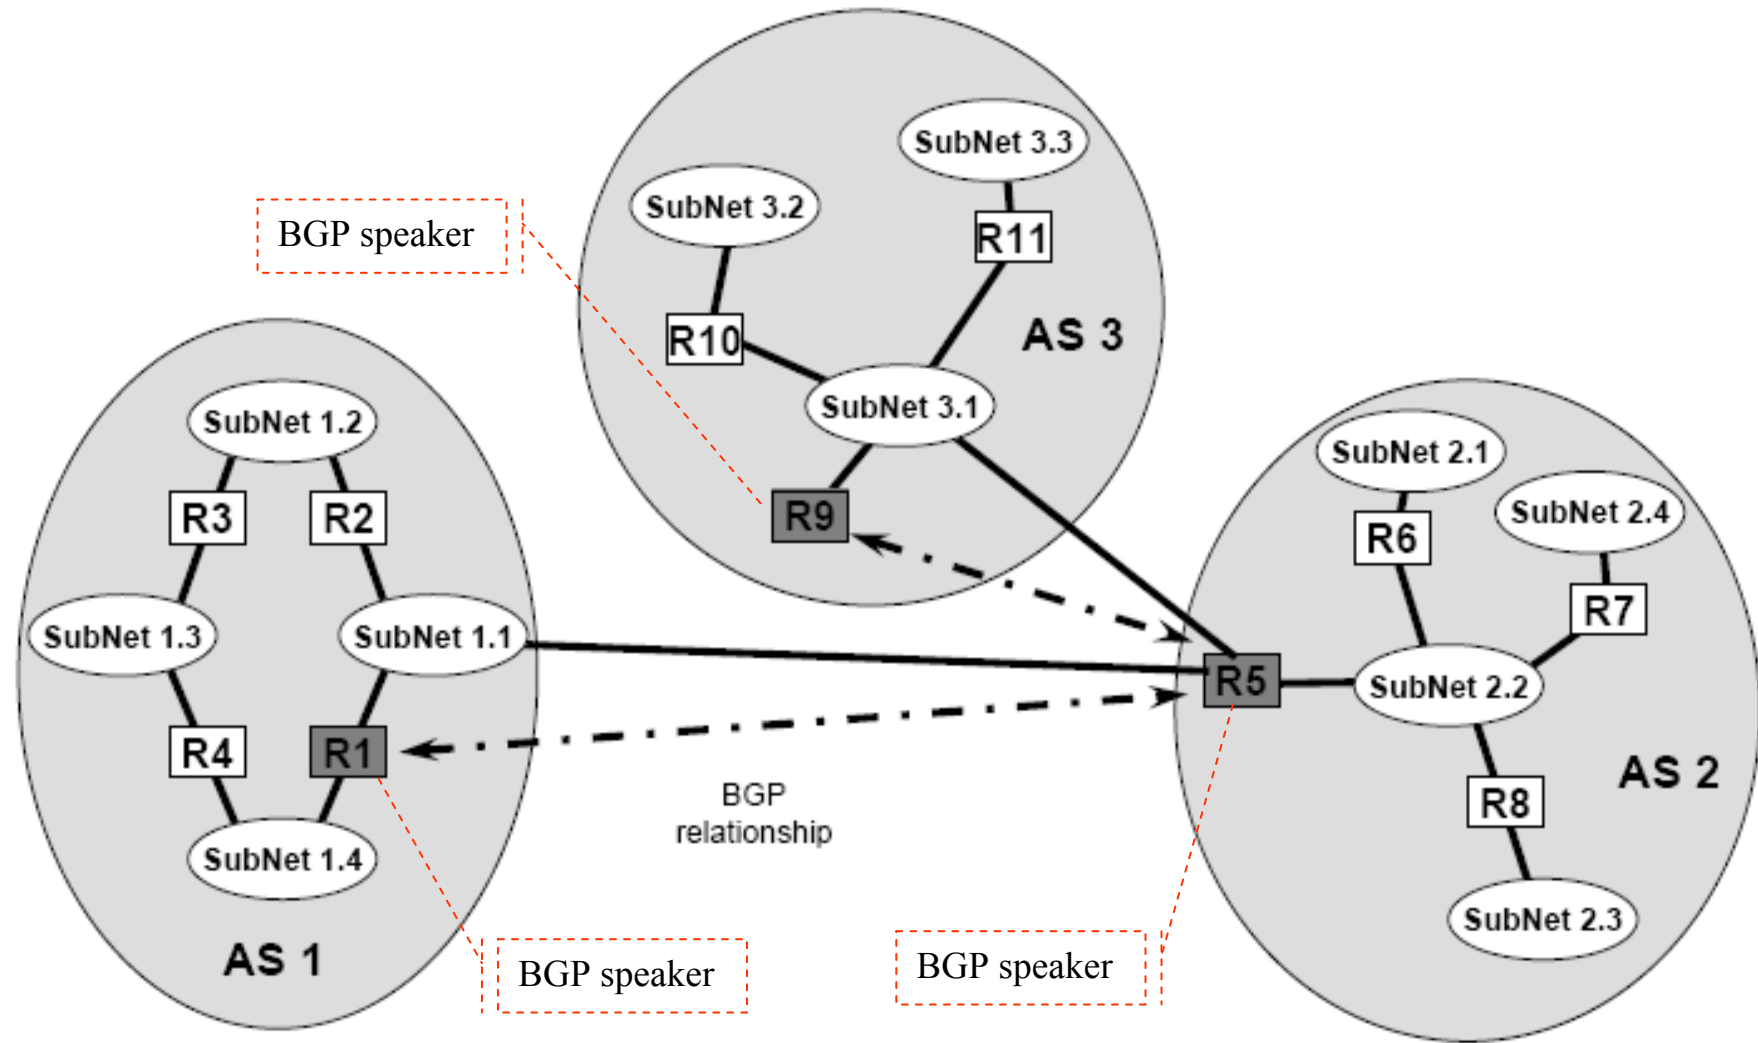 SubNet 3.3
SubNet 3.2
BGP speaker
R11
R10
AS 3
SubNet 3.1
SubNet 1.2
SubNet 2.1
SubNet 2.4
R3
R2
R9
R6
R7
SubNet 1.3
SubNet 1.1
R5
SubNet 2.2
R4
R1
AS 2
BGP
relationship
R8
SubNet 1.4
SubNet 2.3
AS 1
BGP speaker
BGP speaker